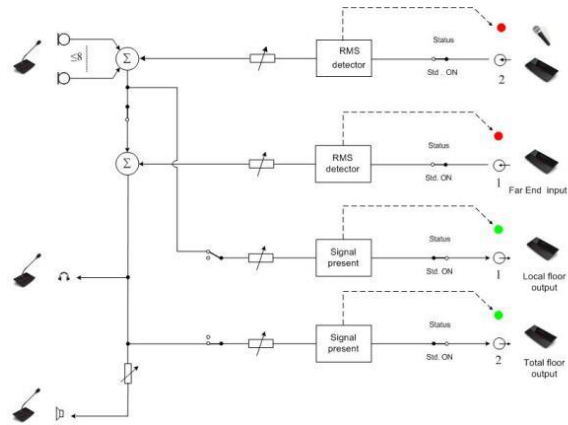 Status
≤8
Σ
RMS
detector
Std. ON
2
Status
Σ
RMS
detector
Std. ON
1
Far End input
Status
Signal
present
Std. ON
1
Local floor
output
Status
Signal
present
Std. ON
2
Total floor
output